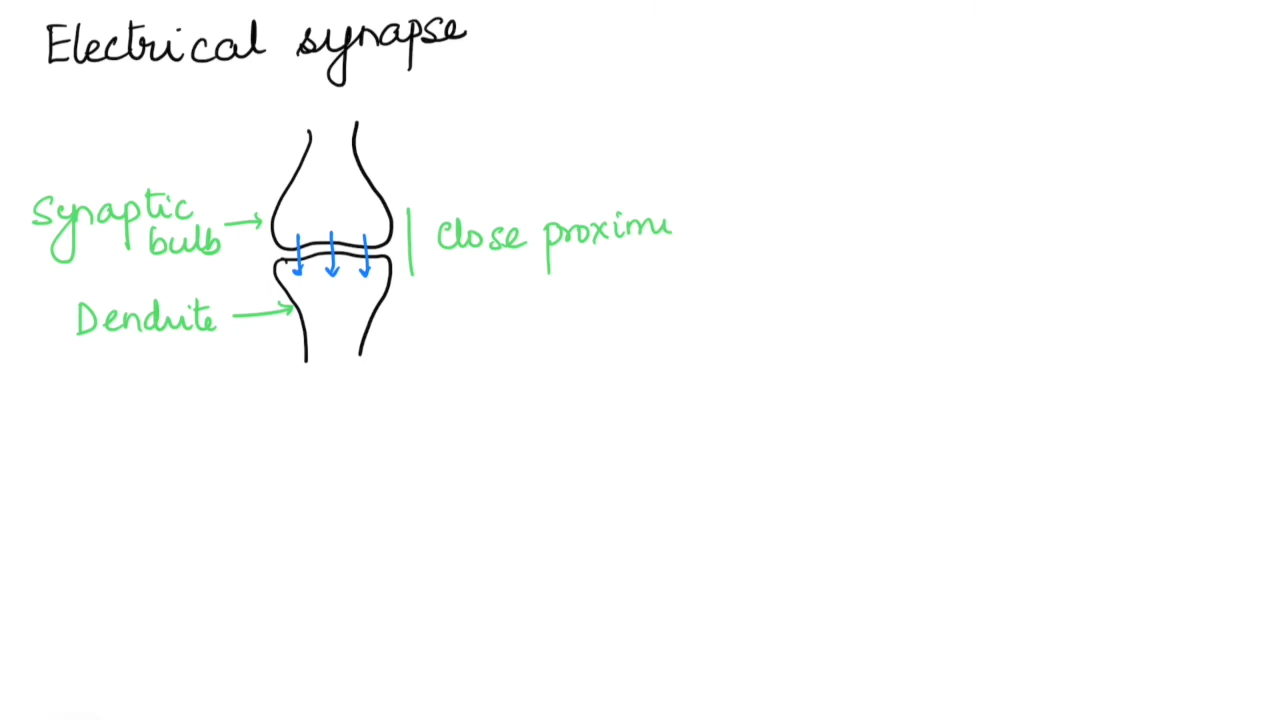 Electrical synapse
Synaptic
bulb
Close proxim
Dendrite